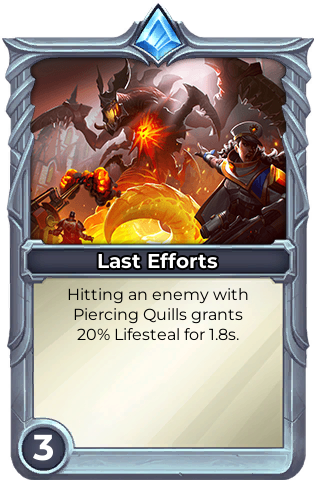 Last Efforts
Hitting an enemy with
Piercing Quills grants
20% Lifesteal for 1.8s.
3